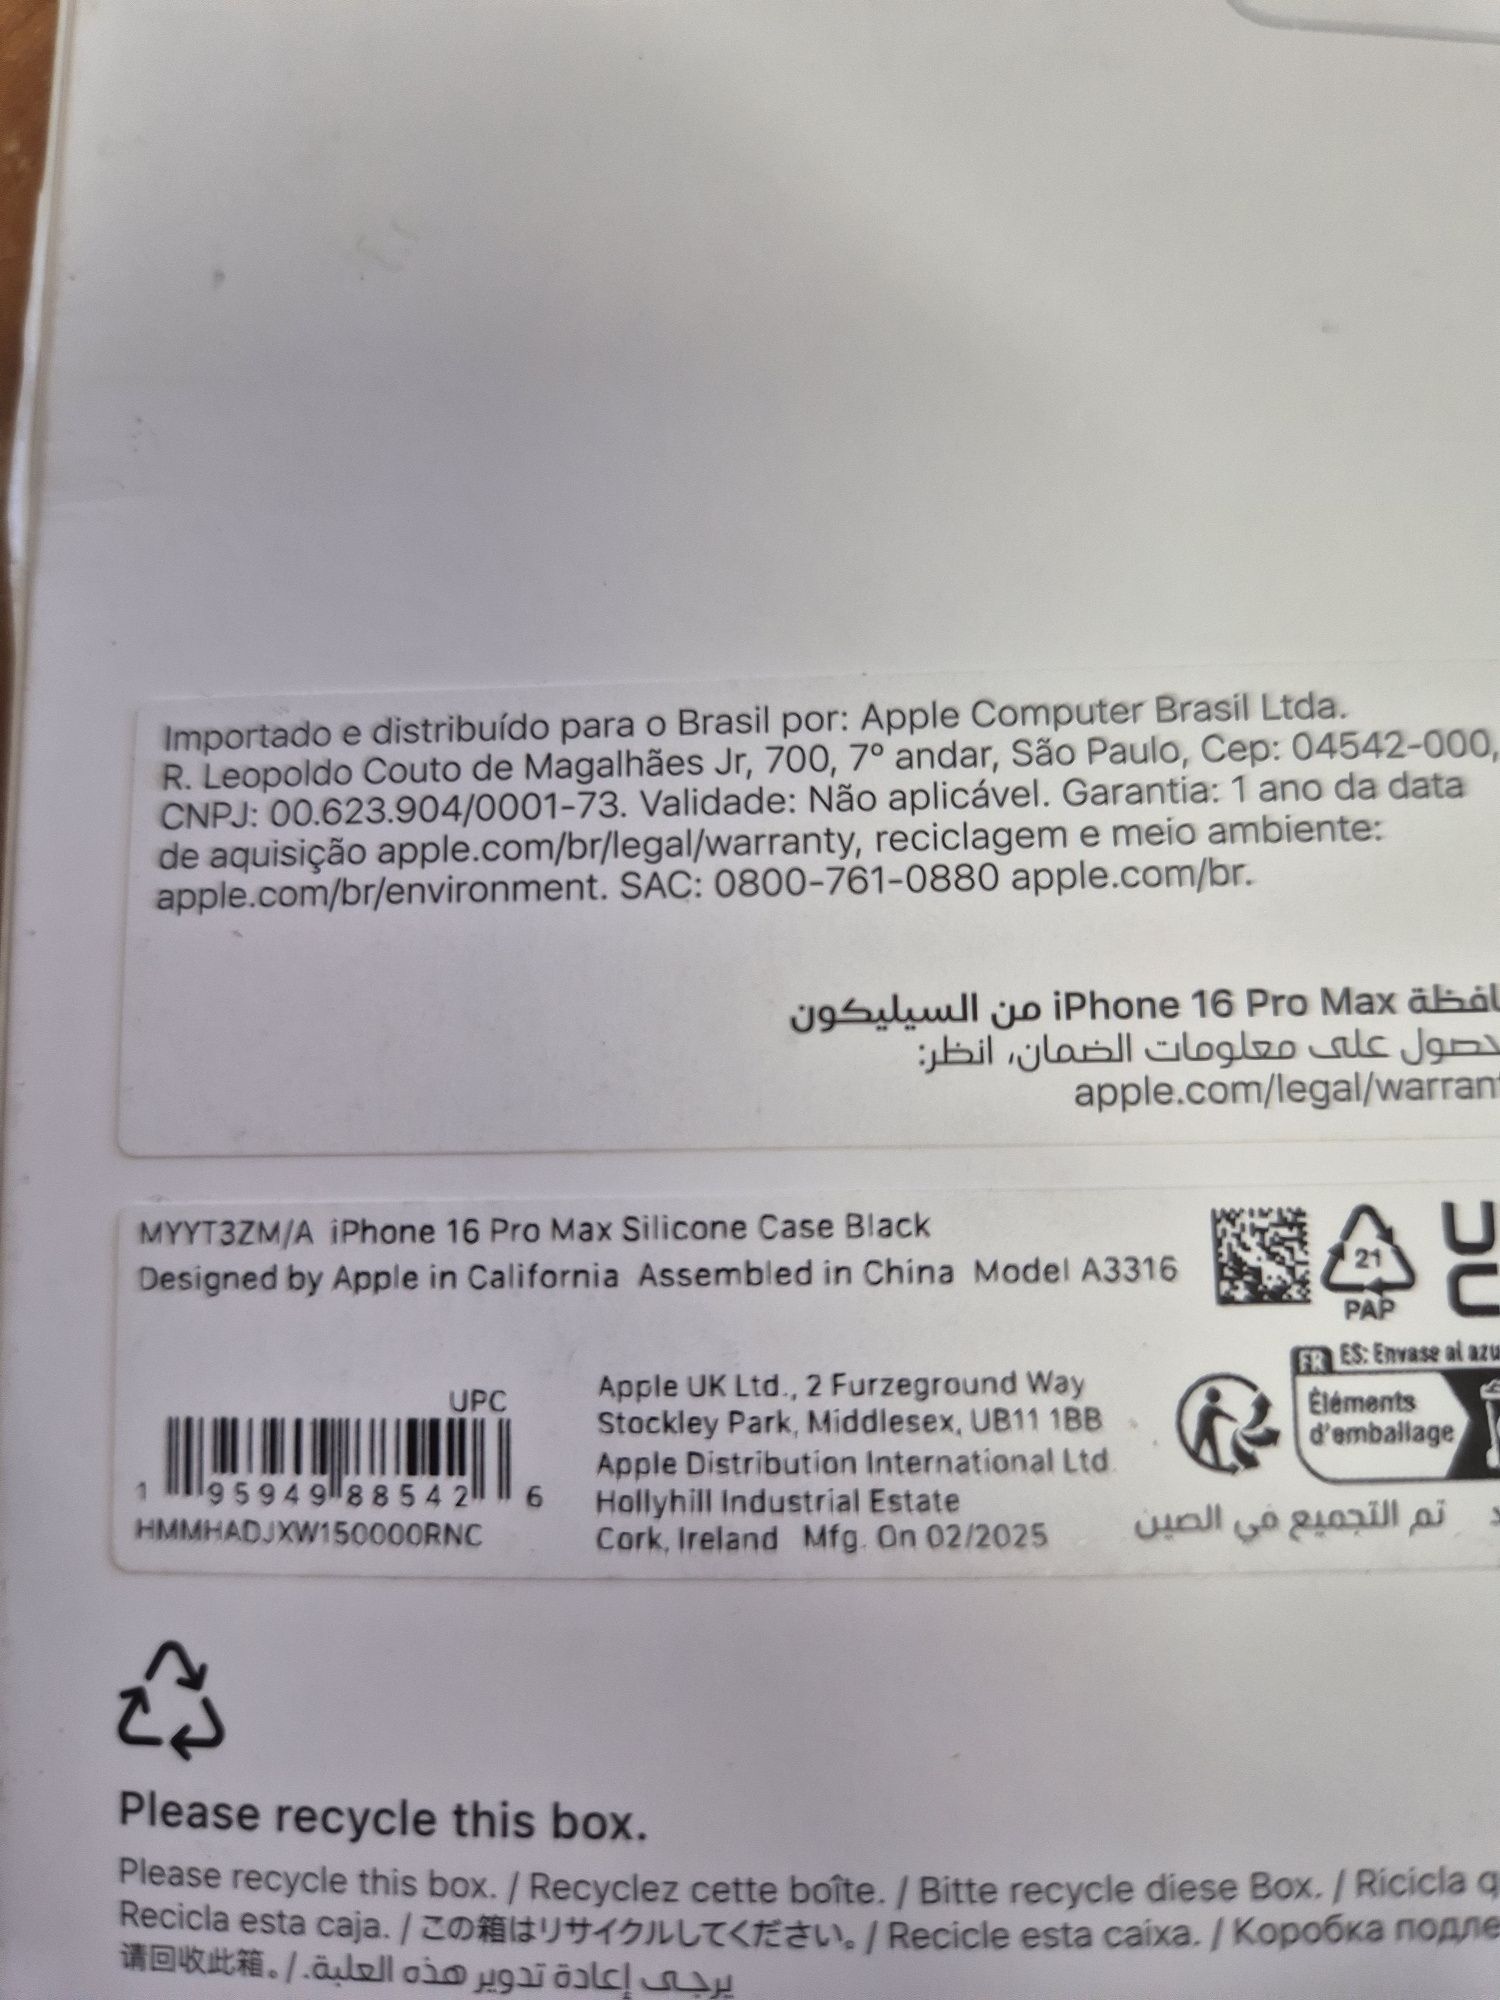 Importado e distribuído para o Brasil por: Apple Computer Brasil Ltda.
R. Leopoldo Couto de Magalhães Jr, 700, 7º andar, São Paulo, Cep: 04542-000,
CNPJ: 00.623.904/0001-73. Validade: Não aplicável. Garantia: 1 ano da data
de aquisição apple.com/br/legal/warranty, reciclagem e meio ambiente:
apple.com/br/environment. SAC: 0800-761-0880 apple.com/br.
iPhone 16 Pro Max من السيليكون
على معلومات الضمان، انظر:
apple.com/legal/warran
MYYT3ZM/A iPhone 16 Pro Max Silicone Case Black
Designed by Apple in California Assembled in China Model A3316
21
PAP
UPC
1 95949 88542 6
HMMHADJXW150000RNC
Apple UK Ltd., 2 Furzeground Way
Stockley Park, Middlesex, UB11 1BB
Apple Distribution International Ltd.
Hollyhill Industrial Estate
Cork, Ireland Mfg. On 02/2025
FR ES: Envase al azu
Éléments
d'emballage
تم التجميع في الصين
Please recycle this box.
Please recycle this box. / Recyclez cette boîte. / Bitte recycle diese Box. / Ricicla q
Recicla esta caja. / この箱はリサイクルしてください。 / Recicle esta caixa. / Коробка подле
请回收此箱。 / يرجى إعادة تدوير هذه العلبة.